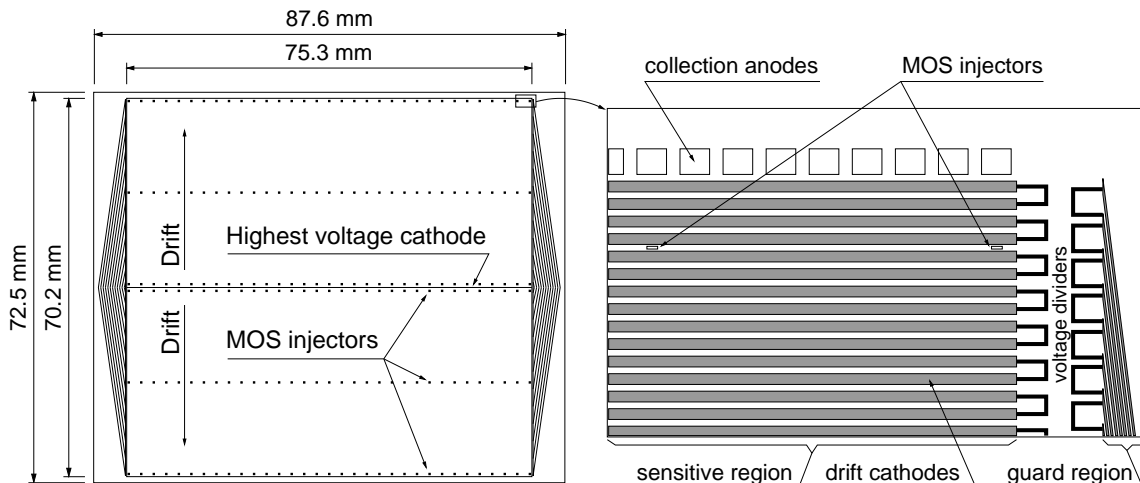 87.6 mm
75.3 mm
72.5 mm
70.2 mm
Drift
Highest voltage cathode
MOS injectors
Drift
collection anodes
MOS injectors
voltage dividers
sensitive region
drift cathodes
guard region